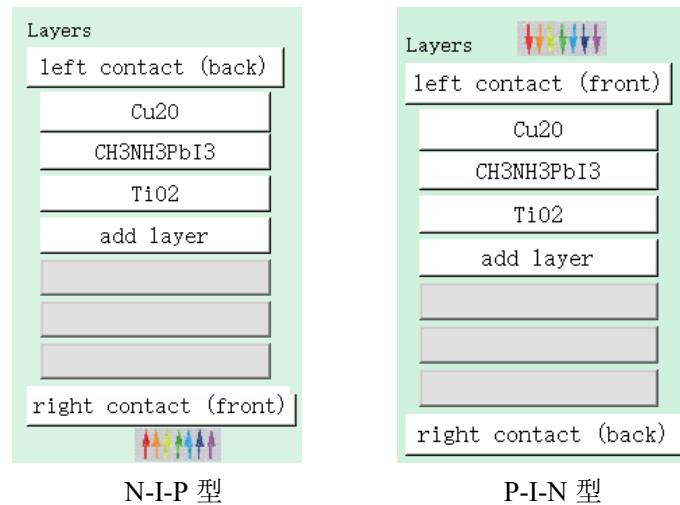 Layers
left contact (back)
Cu2O
CH3NH3PbI3
TiO2
add layer
right contact (front)
N-I-P 型
Layers
left contact (front)
Cu2O
CH3NH3PbI3
TiO2
add layer
right contact (back)
P-I-N 型